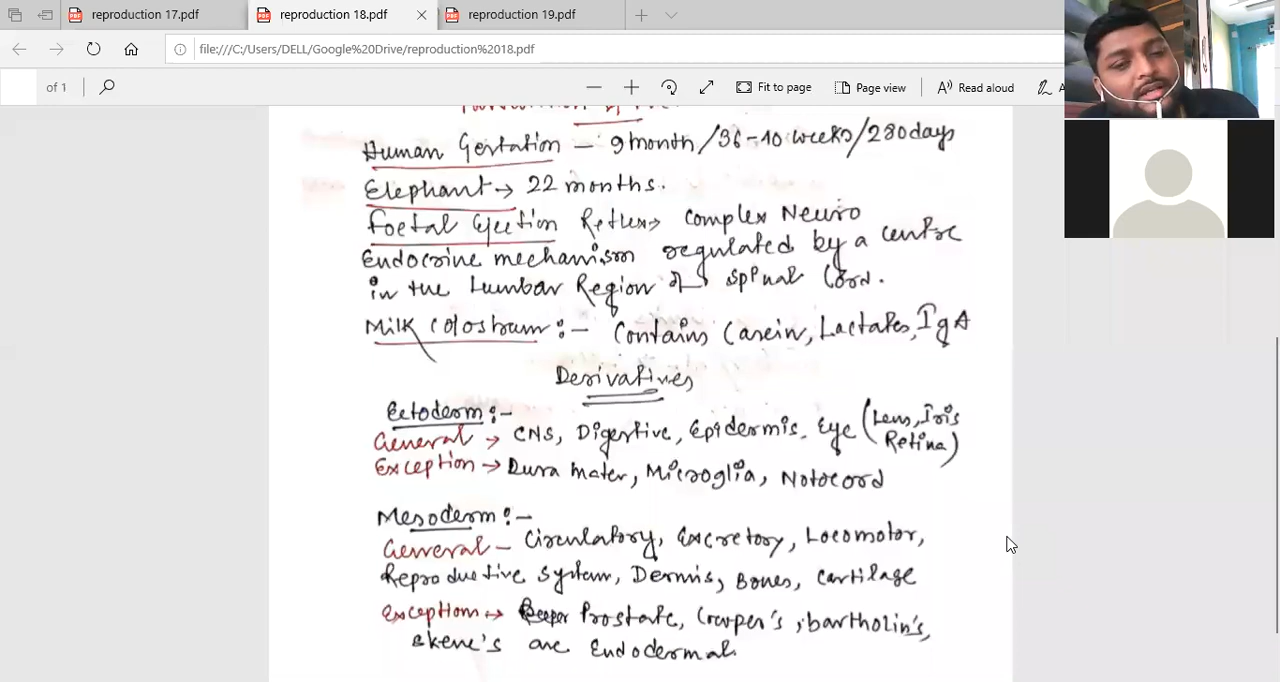 reproduction 17.pdf
reproduction 18.pdf
reproduction 19.pdf
file:///C:/Users/DELL/Google%20Drive/reproduction%2018.pdf
of 1
Fit to page
Page view
Read aloud
Human Gestation - 9 month/36-10 weeks/280 days
Elephant → 22 months.
Foetal Ejection Reflex → Complex Neuro
Endocrine mechanism regulated by a centre
in the Lumbar Region of spinal Cord.
Milk Colostrum :- Contains Casein, Lactates, IgA
Derivatives
Ectoderm :-
General → CNS, Digestive, Epidermis, Eye (Lens, Iris
Retina)
Exception → Dura mater, Microglia, Notocord
Mesoderm :-
General - Circulatory, Excretory, Locomotor,
Reproductive System, Dermis, Bones, Cartilage
Exception → Prostate, Cowper's, bartholin's,
skene's are Endodermal.